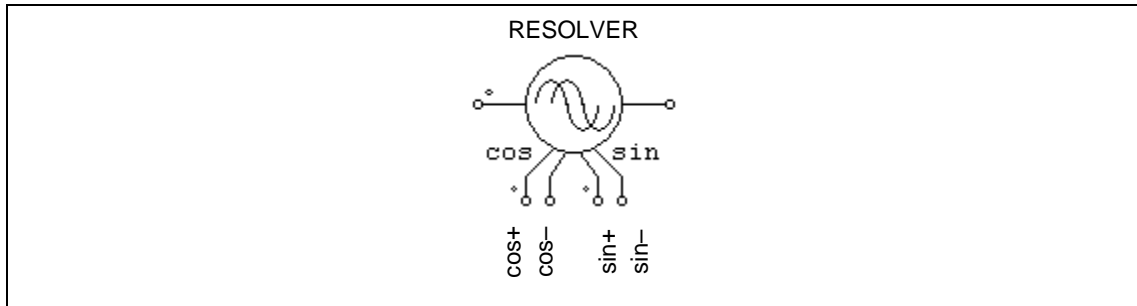 RESOLVER
cos sin
cos+ cos– sin+ sin–